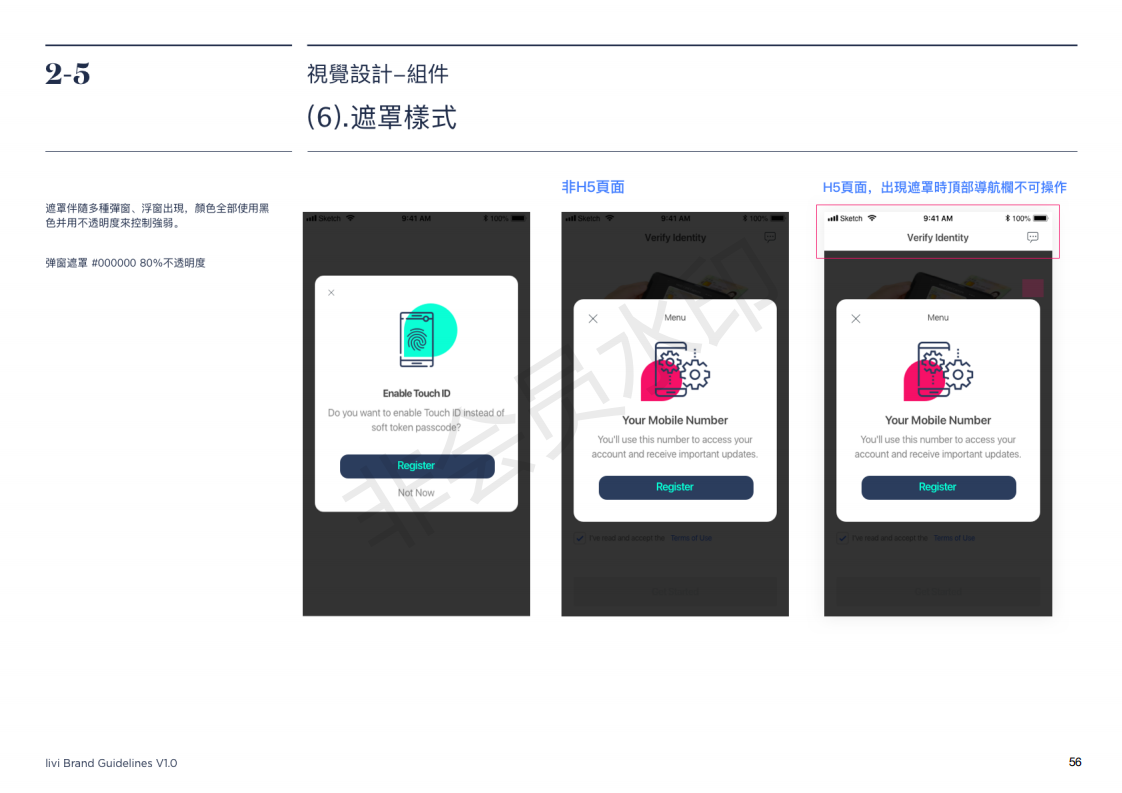 2-5
視覺設計–組件
(6).遮罩樣式
遮罩伴隨多種彈窗、浮窗出現，顏色全部使用黑
色并用不透明度來控制強弱。
弹窗遮罩 #000000 80%不透明度
非H5頁面
H5頁面，出現遮罩時頂部導航欄不可操作
Sketch
9:41 AM
100%
Enable Touch ID
Do you want to enable Touch ID instead of
soft token passcode?
Register
Not Now
Sketch
9:41 AM
100%
Verify Identity
Menu
Your Mobile Number
You'll use this number to access your
account and receive important updates.
Register
I've read and accept the Terms of Use
Sketch
9:41 AM
100%
Verify Identity
Menu
Your Mobile Number
You'll use this number to access your
account and receive important updates.
Register
I've read and accept the Terms of Use
非会员水印
livi Brand Guidelines V1.0
56